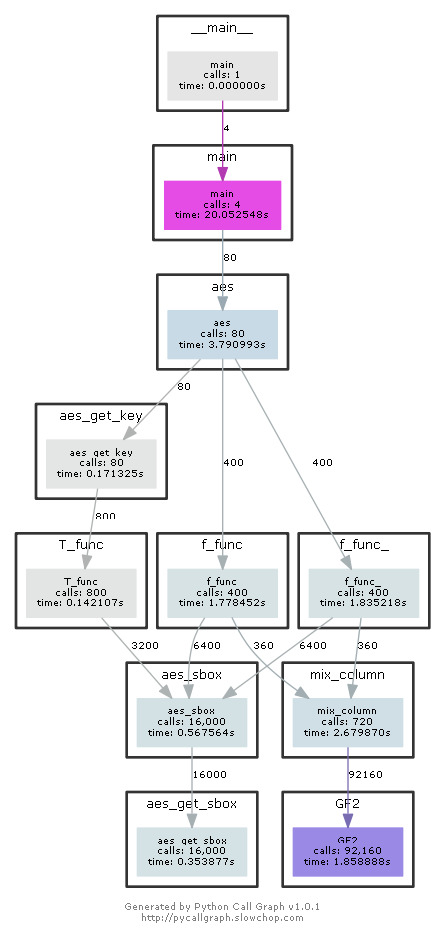 __main__
main
calls: 1
time: 0.000000s
4
main
main
calls: 4
time: 20.052548s
80
aes
aes
calls: 80
time: 3.790993s
80
400
400
aes_get_key
aes_get_key
calls: 80
time: 0.171325s
800
T_func
T_func
calls: 800
time: 0.142107s
f_func
f_func
calls: 400
time: 1.778452s
f_func_
f_func_
calls: 400
time: 1.835218s
3200
6400
360
6400
360
aes_sbox
aes_sbox
calls: 16,000
time: 0.567564s
mix_column
mix_column
calls: 720
time: 2.679870s
16000
92160
aes_get_sbox
aes_get_sbox
calls: 16,000
time: 0.353877s
GF2
GF2
calls: 92,160
time: 1.858888s
Generated by Python Call Graph v1.0.1
http://pycallgraph.slowchop.com